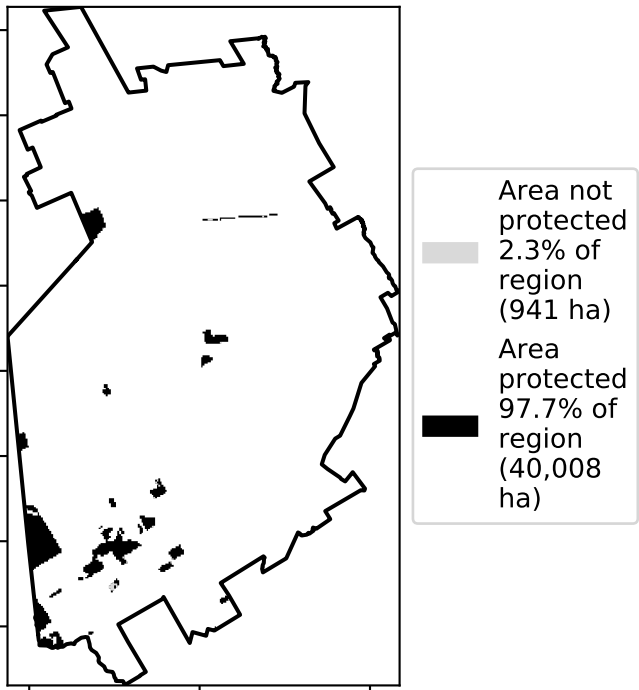 Area not
protected
2.3% of
region
(941 ha)
Area
protected
97.7% of
region
(40,008
ha)